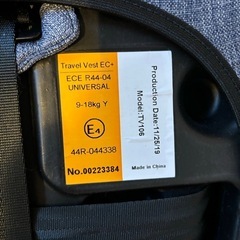 Travel Vest EC+
ECE R44-04
UNIVERSAL
9-18kg Y
E4
44R-044338
No.00223384
Production Date:11/25/19
Model:TV106
Made in China